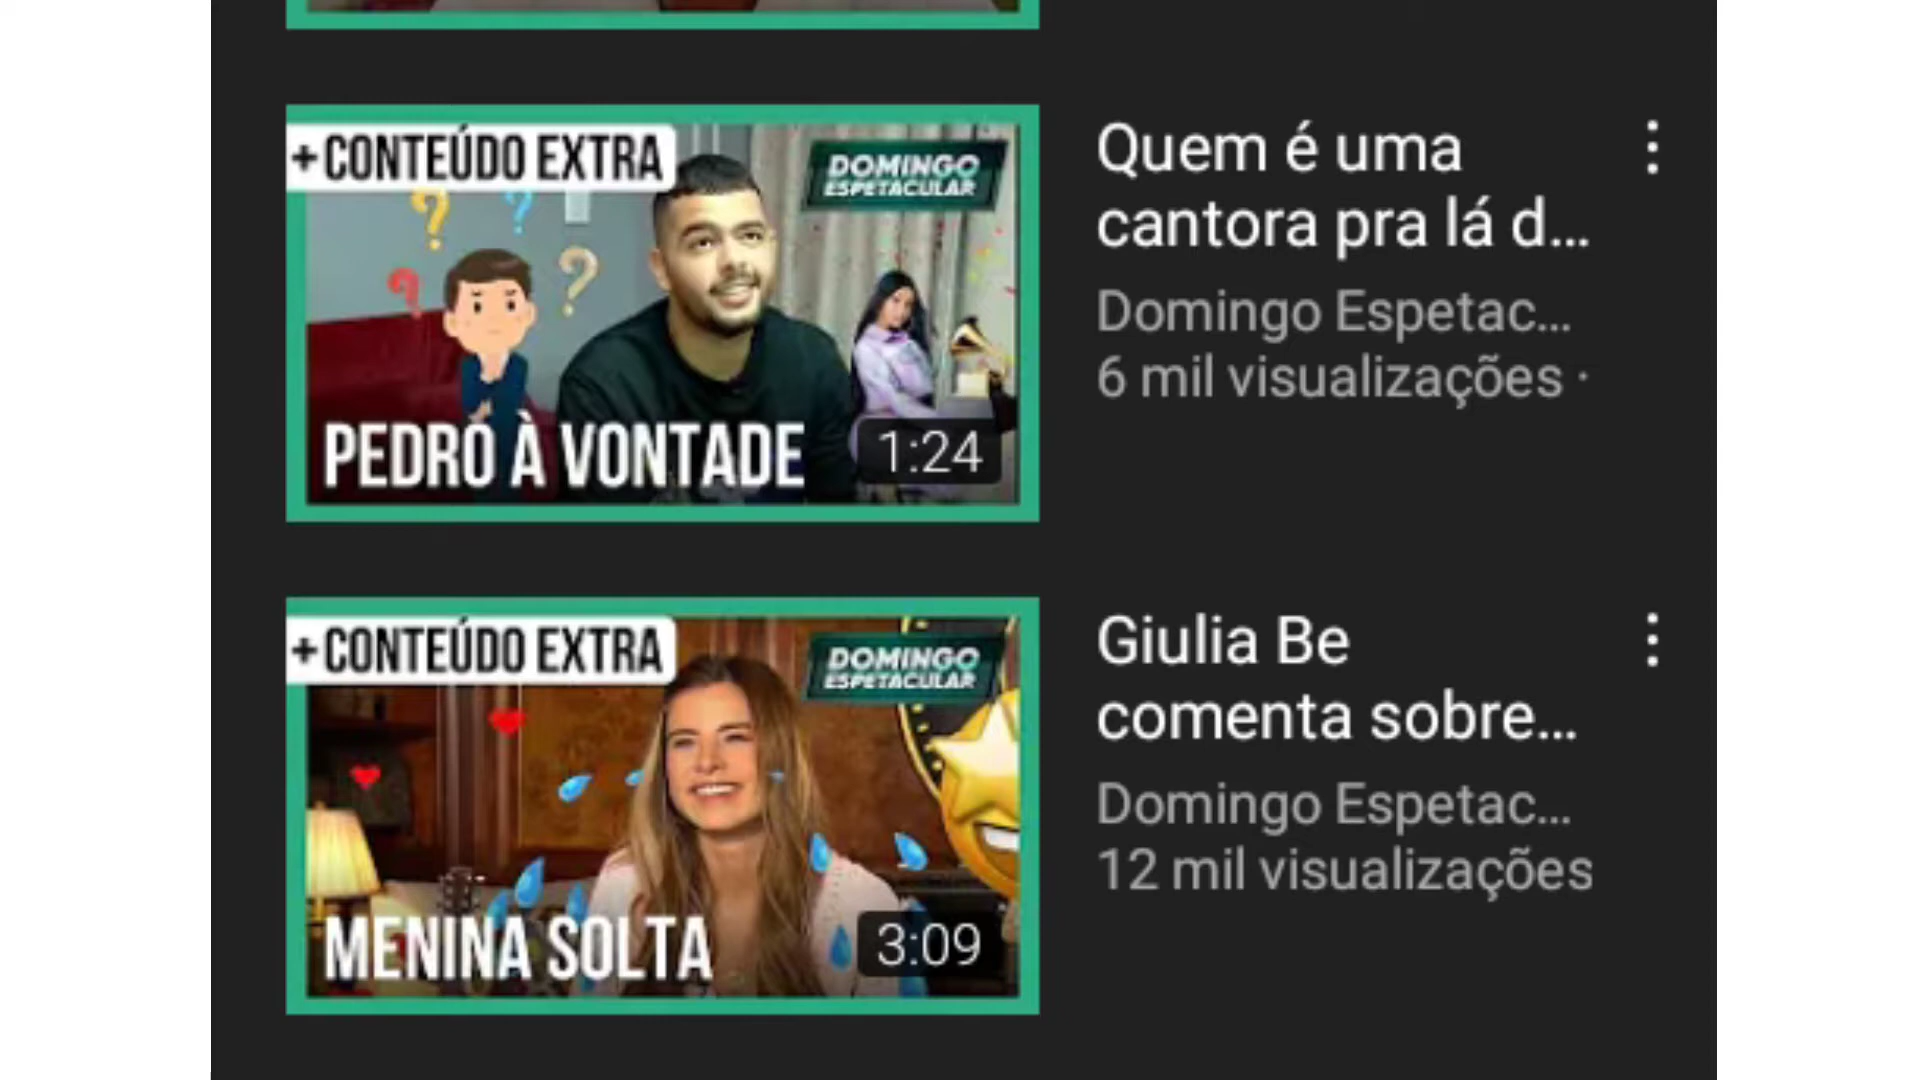 +CONTEÚDO EXTRA
DOMINGO
ESPETACULAR
PEDRO À VONTADE
1:24
Quem é uma
cantora pra lá d...
Domingo Espetac...
6 mil visualizações ·
+CONTEÚDO EXTRA
DOMINGO
ESPETACULAR
MENINA SOLTA
3:09
Giulia Be
comenta sobre...
Domingo Espetac...
12 mil visualizações